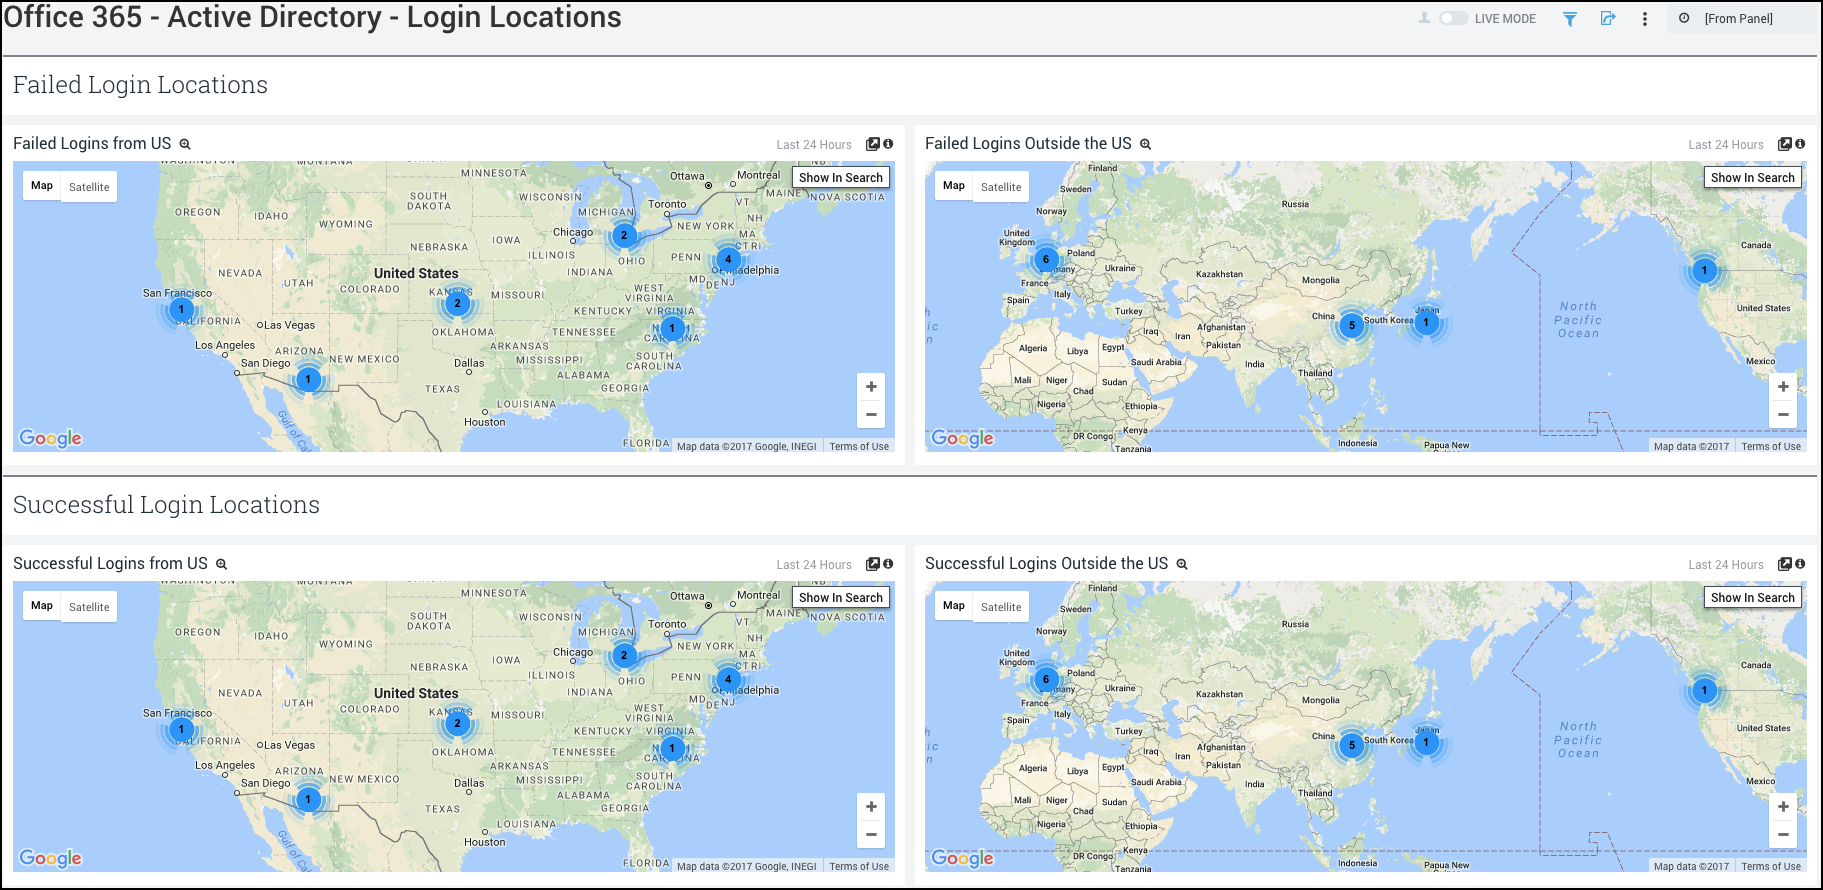 Office 365 - Active Directory - Login Locations
LIVE MODE
[From Panel]
Failed Login Locations
Failed Logins from US
Last 24 Hours
Map Satellite
Show In Search
MINNESOTA
Ottawa
Montreal
MAINE
NOVA SCOTIA
SOUTH DAKOTA
WISCONSIN
MICHIGAN
Toronto
VT
NH
OREGON
IDAHO
WYOMING
Chicago
2
NEW YORK
MA
CT RI
NEBRASKA
IOWA
ILLINOIS
OHIO
PENN
4
Philadelphia
NEVADA
United States
INDIANA
MD
DE NJ
UTAH
COLORADO
KANSAS
MISSOURI
WEST VIRGINIA
San Francisco
1
2
KENTUCKY
VIRGINIA
CALIFORNIA
Las Vegas
OKLAHOMA
TENNESSEE
1
Los Angeles
ARIZONA
NEW MEXICO
ARKANSAS
MISSISSIPPI
SOUTH CAROLINA
San Diego
1
Dallas
ALABAMA
TEXAS
GEORGIA
LOUISIANA
Houston
FLORIDA
Google
Map data ©2017 Google, INEGI
Terms of Use
Failed Logins Outside the US
Last 24 Hours
Map Satellite
Show In Search
Finland
Sweden
Norway
Russia
United Kingdom
6
Poland
Canada
Ukraine
Kazakhstan
Mongolia
1
France
Italy
Spain
Turkey
China
5
South Korea
1
North Pacific Ocean
United States
Iraq
Iran
Afghanistan
Pakistan
Algeria
Libya
Egypt
Saudi Arabia
India
Thailand
Mexico
Mali
Niger
Chad
Sudan
Nigeria
Ethiopia
DR Congo
Kenya
Tanzania
Indonesia
Papua New
Google
Map data ©2017
Terms of Use
Successful Login Locations
Successful Logins from US
Last 24 Hours
Map Satellite
Show In Search
MINNESOTA
Ottawa
Montreal
MAINE
NOVA SCOTIA
SOUTH DAKOTA
WISCONSIN
MICHIGAN
Toronto
VT
NH
OREGON
IDAHO
WYOMING
Chicago
2
NEW YORK
MA
CT RI
NEBRASKA
IOWA
ILLINOIS
OHIO
PENN
4
Philadelphia
NEVADA
United States
INDIANA
MD
DE NJ
UTAH
COLORADO
KANSAS
MISSOURI
WEST VIRGINIA
San Francisco
1
2
KENTUCKY
VIRGINIA
CALIFORNIA
Las Vegas
OKLAHOMA
TENNESSEE
1
Los Angeles
ARIZONA
NEW MEXICO
ARKANSAS
MISSISSIPPI
SOUTH CAROLINA
San Diego
1
Dallas
ALABAMA
TEXAS
GEORGIA
LOUISIANA
Houston
FLORIDA
Google
Map data ©2017 Google, INEGI
Terms of Use
Successful Logins Outside the US
Last 24 Hours
Map Satellite
Show In Search
Finland
Sweden
Norway
Russia
United Kingdom
6
Poland
Canada
Ukraine
Kazakhstan
Mongolia
1
France
Italy
Spain
Turkey
China
5
South Korea
1
North Pacific Ocean
United States
Iraq
Iran
Afghanistan
Pakistan
Algeria
Libya
Egypt
Saudi Arabia
India
Thailand
Mexico
Mali
Niger
Chad
Sudan
Nigeria
Ethiopia
DR Congo
Kenya
Tanzania
Indonesia
Papua New
Google
Map data ©2017
Terms of Use